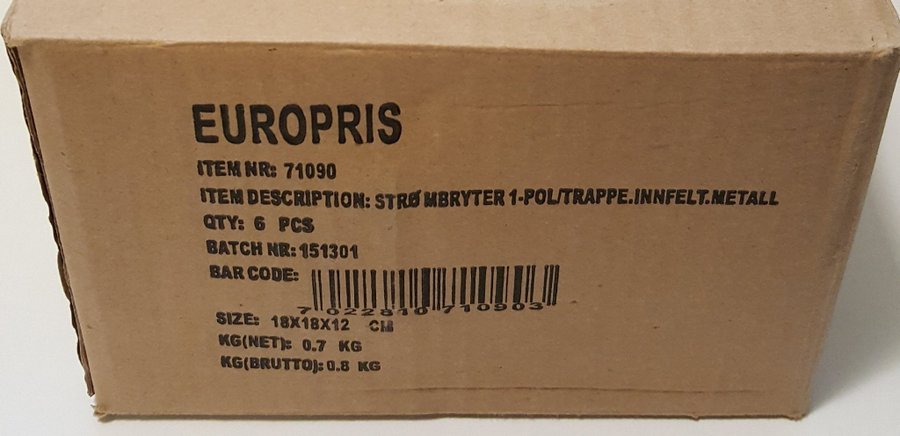 EUROPRIS
ITEM NR: 71090
ITEM DESCRIPTION: STRØ MBRYTER 1-POL/TRAPPE.INNFELT.METALL
QTY: 6 PCS
BATCH NR: 151301
BAR CODE:
7 022810 710903
SIZE: 18X18X12 CM
KG(NET): 0.7 KG
KG(BRUTTO): 0.8 KG